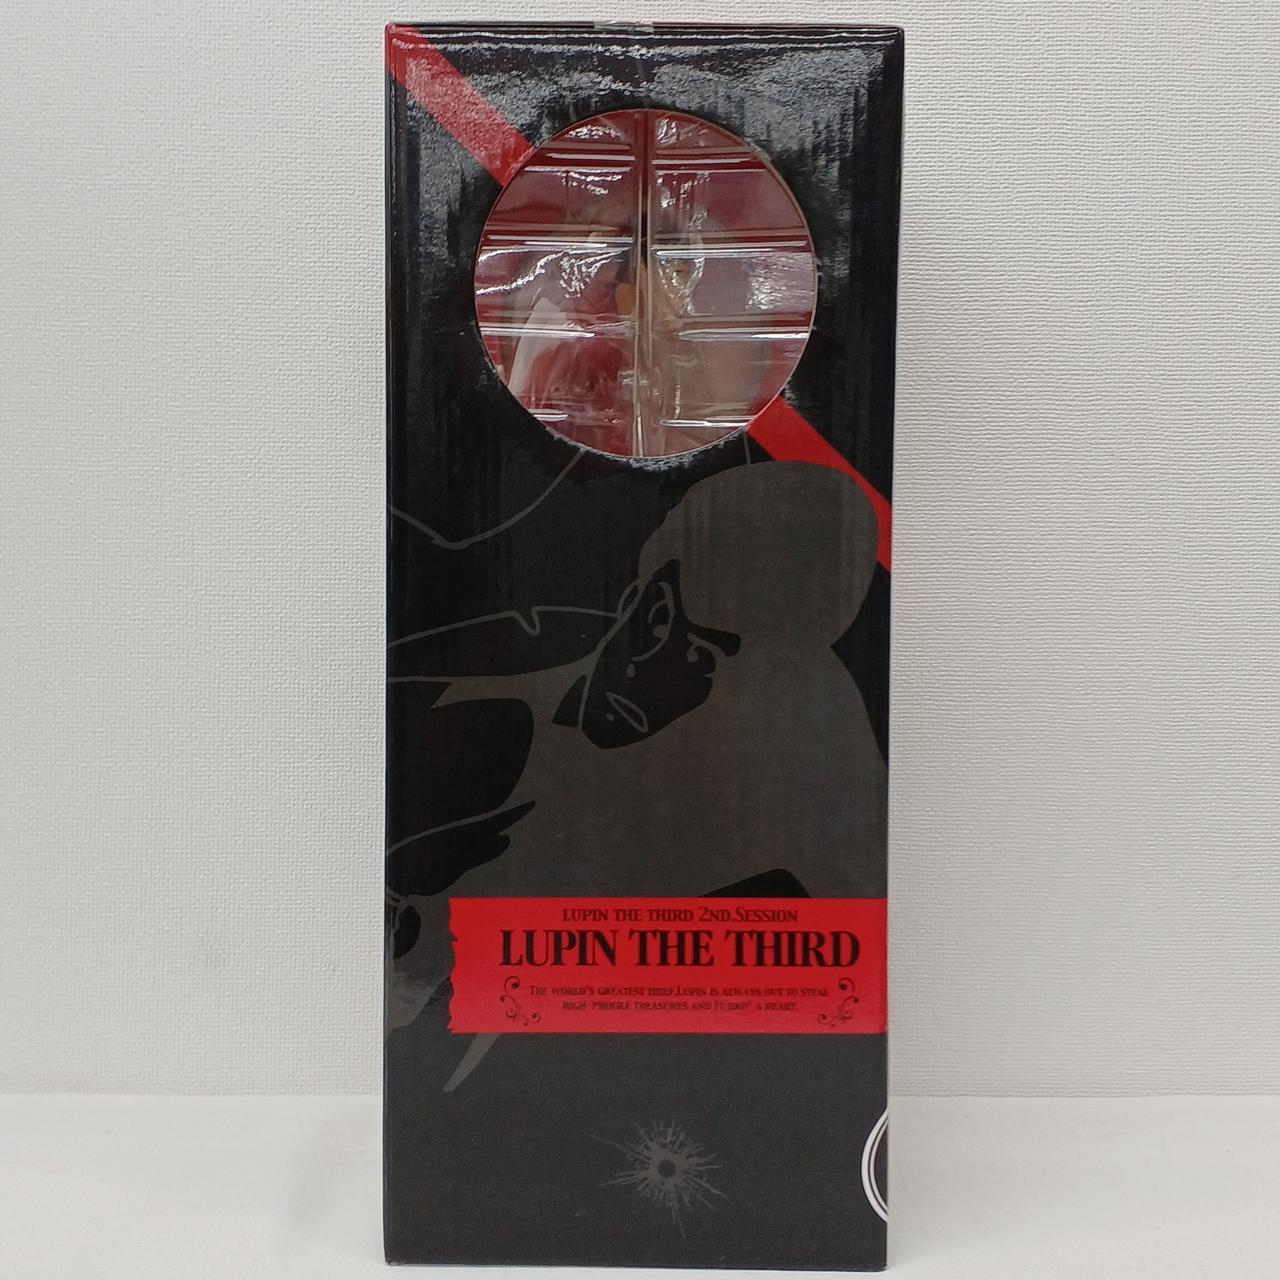 LUPIN THE THIRD 2ND.SESSION
LUPIN THE THIRD
THE WORLD'S GREATEST THIEF,LUPIN IS ALWAYS OUT TO STEAL
HIGH-PROFILE TREASURES AND FUJIKO'S HEART.